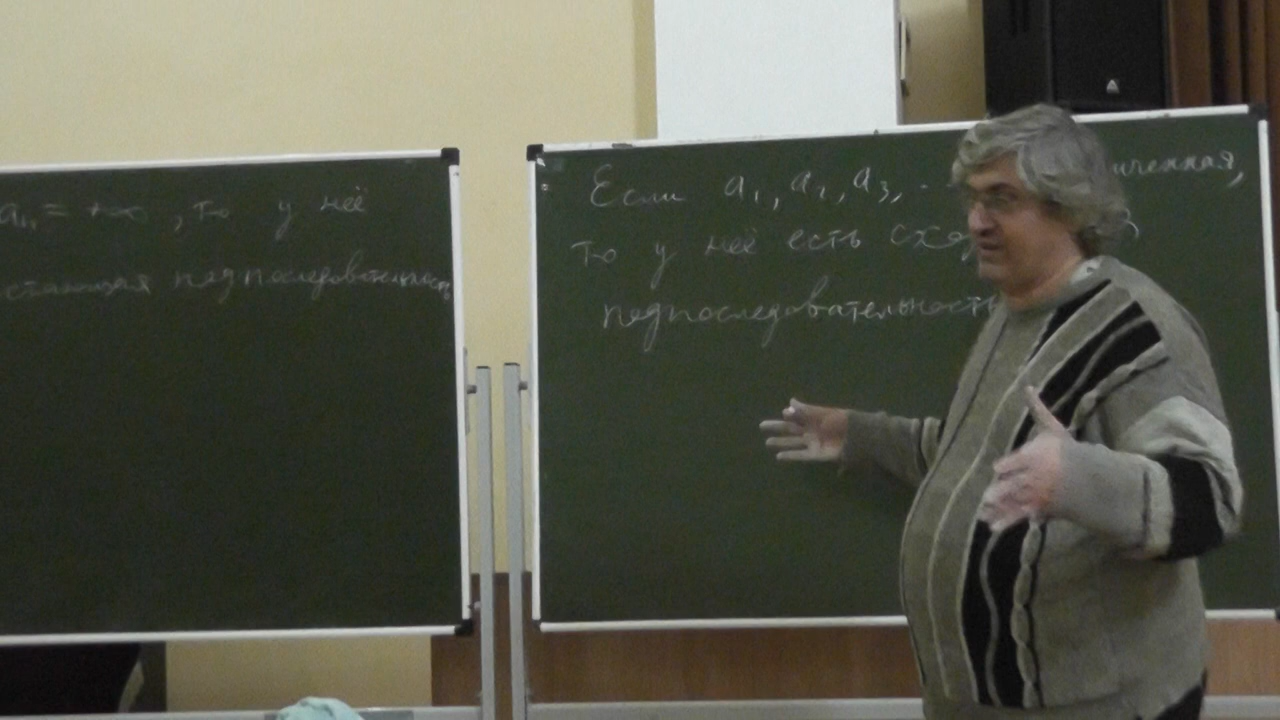 aₙ = +∞, то у неё
подпоследовательность
Если a₁, a₂, a₃, ..
то у неё есть
подпоследовательность